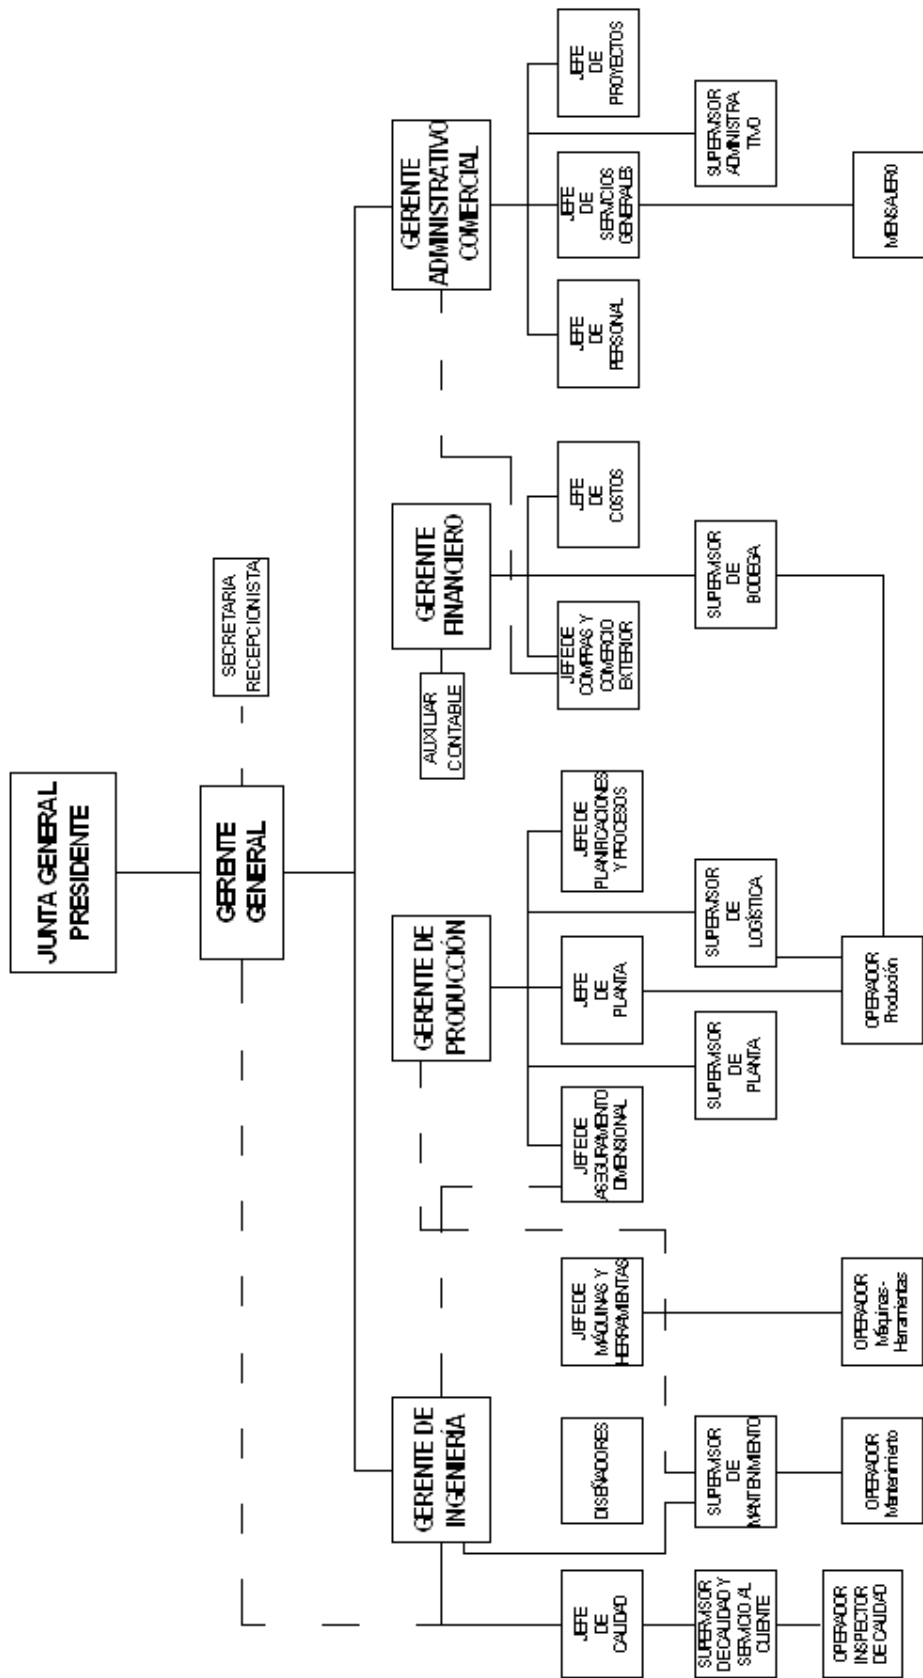 JUNTA GENERAL
PRESIDENTE
GERENTE
GENERAL
SECRETARIA
RECEPCIONISTA
GERENTE DE
INGENIERÍA
GERENTE DE
PRODUCCIÓN
GERENTE
FINANCIERO
GERENTE
ADMINISTRATIVO
COMERCIAL
AUXILIAR
CONTABLE
JEFE
DE
CALIDAD
DISEÑADORES
JEFE DE
MÁQUINAS Y
HERRAMIENTAS
JEFE DE
ASEGURAMIENTO
DIMENSIONAL
JEFE
DE
PLANTA
JEFE DE
PLANIFICACIONES
Y PROCESOS
JEFE DE
COMPRAS Y
COMERCIO
EXTERIOR
JEFE
DE
COSTOS
JEFE
DE
PERSONAL
JEFE
DE
SERVICIOS
GENERALES
JEFE
DE
PROYECTOS
SUPERVISOR
DE CALIDAD Y
SERVICIO AL
CLIENTE
SUPERVISOR
DE
MANTENIMIENTO
SUPERVISOR
DE
PLANTA
SUPERVISOR
DE
LOGÍSTICA
SUPERVISOR
DE
BODEGA
SUPERVISOR
ADMINISTRA
TIVO
OPERADOR
INSPECTOR
DE CALIDAD
OPERADOR
Mantenimiento
OPERADOR
Máquinas-
Herramientas
OPERADOR
Producción
MENSAJERO